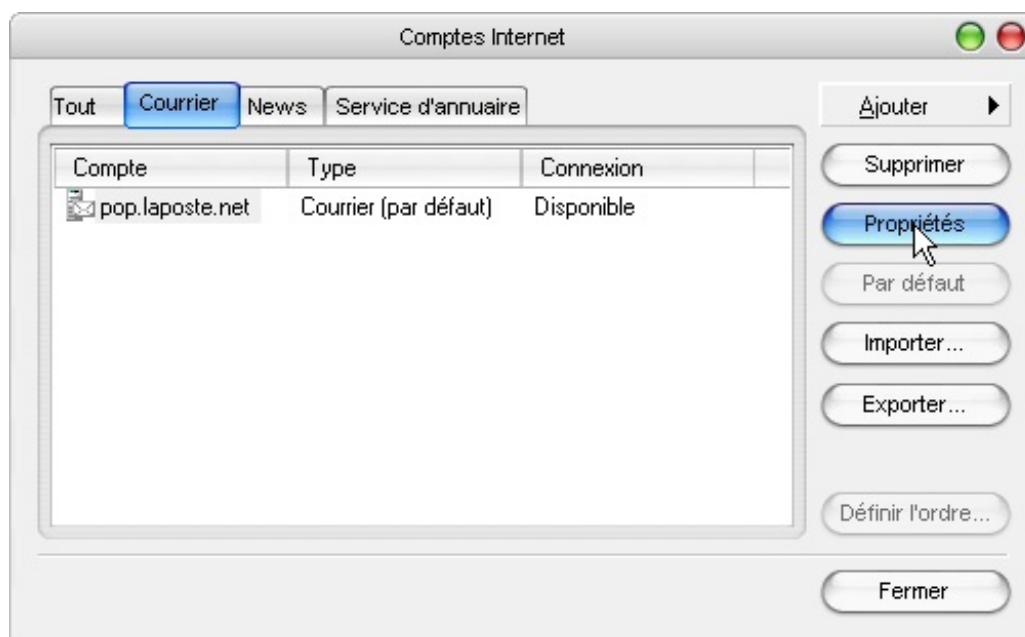 Comptes Internet
Tout Courrier News Service d'annuaire
Compte Type Connexion
pop.laposte.net Courrier (par défaut) Disponible
Ajouter
Supprimer
Propriétés
Par défaut
Importer...
Exporter...
Définir l'ordre...
Fermer